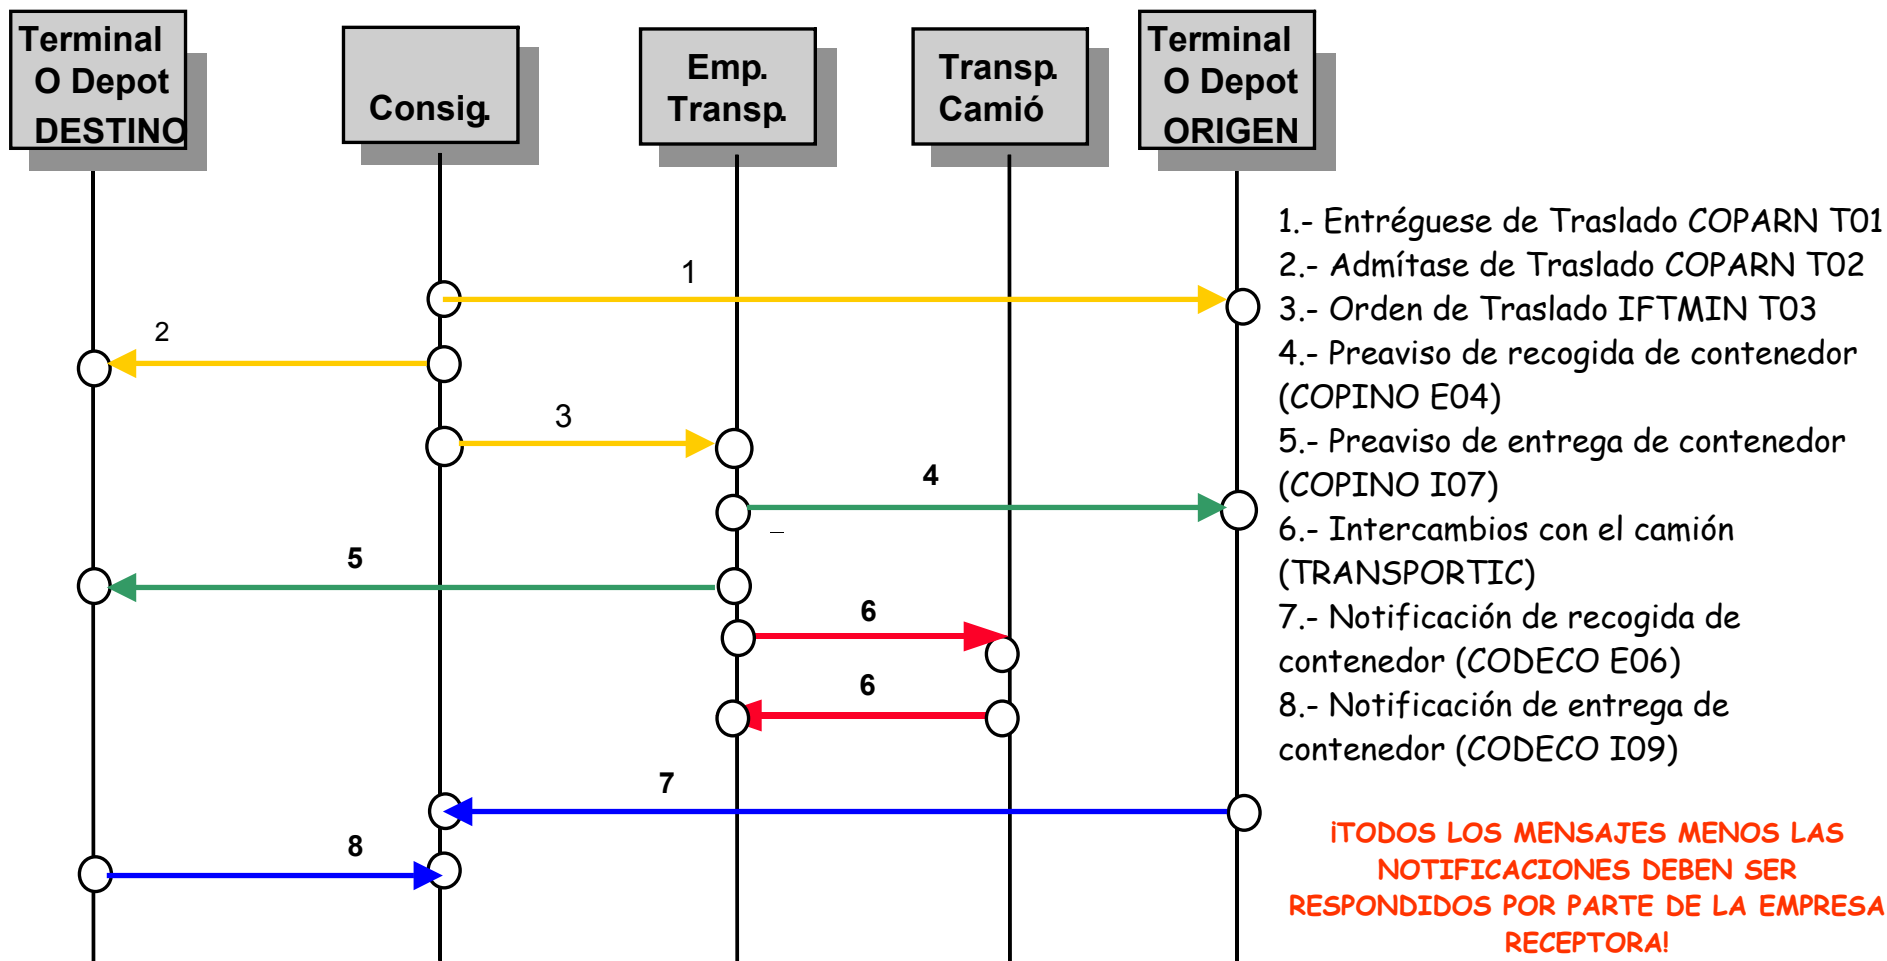 Terminal
O Depot
DESTINO
Consig.
Emp.
Transp.
Transp.
Camió
Terminal
O Depot
ORIGEN
1
2
3
4
5
6
6
7
8
1.- Entréguese de Traslado COPARN T01
2.- Admítase de Traslado COPARN T02
3.- Orden de Traslado IFTMIN T03
4.- Preaviso de recogida de contenedor
(COPINO E04)
5.- Preaviso de entrega de contenedor
(COPINO I07)
6.- Intercambios con el camión
(TRANSPORTIC)
7.- Notificación de recogida de
contenedor (CODECO E06)
8.- Notificación de entrega de
contenedor (CODECO I09)
¡TODOS LOS MENSAJES MENOS LAS
NOTIFICACIONES DEBEN SER
RESPONDIDOS POR PARTE DE LA EMPRESA
RECEPTORA!